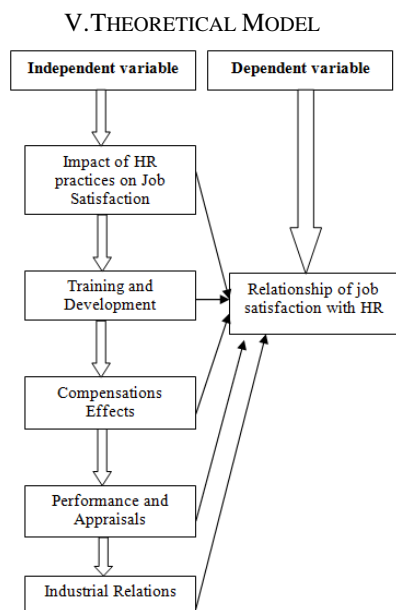 V.THEORETICAL MODEL
Independent variable
Dependent variable
Impact of HR
practices on Job
Satisfaction
Training and
Development
Relationship of job
satisfaction with HR
Compensations
Effects
Performance and
Appraisals
Industrial Relations